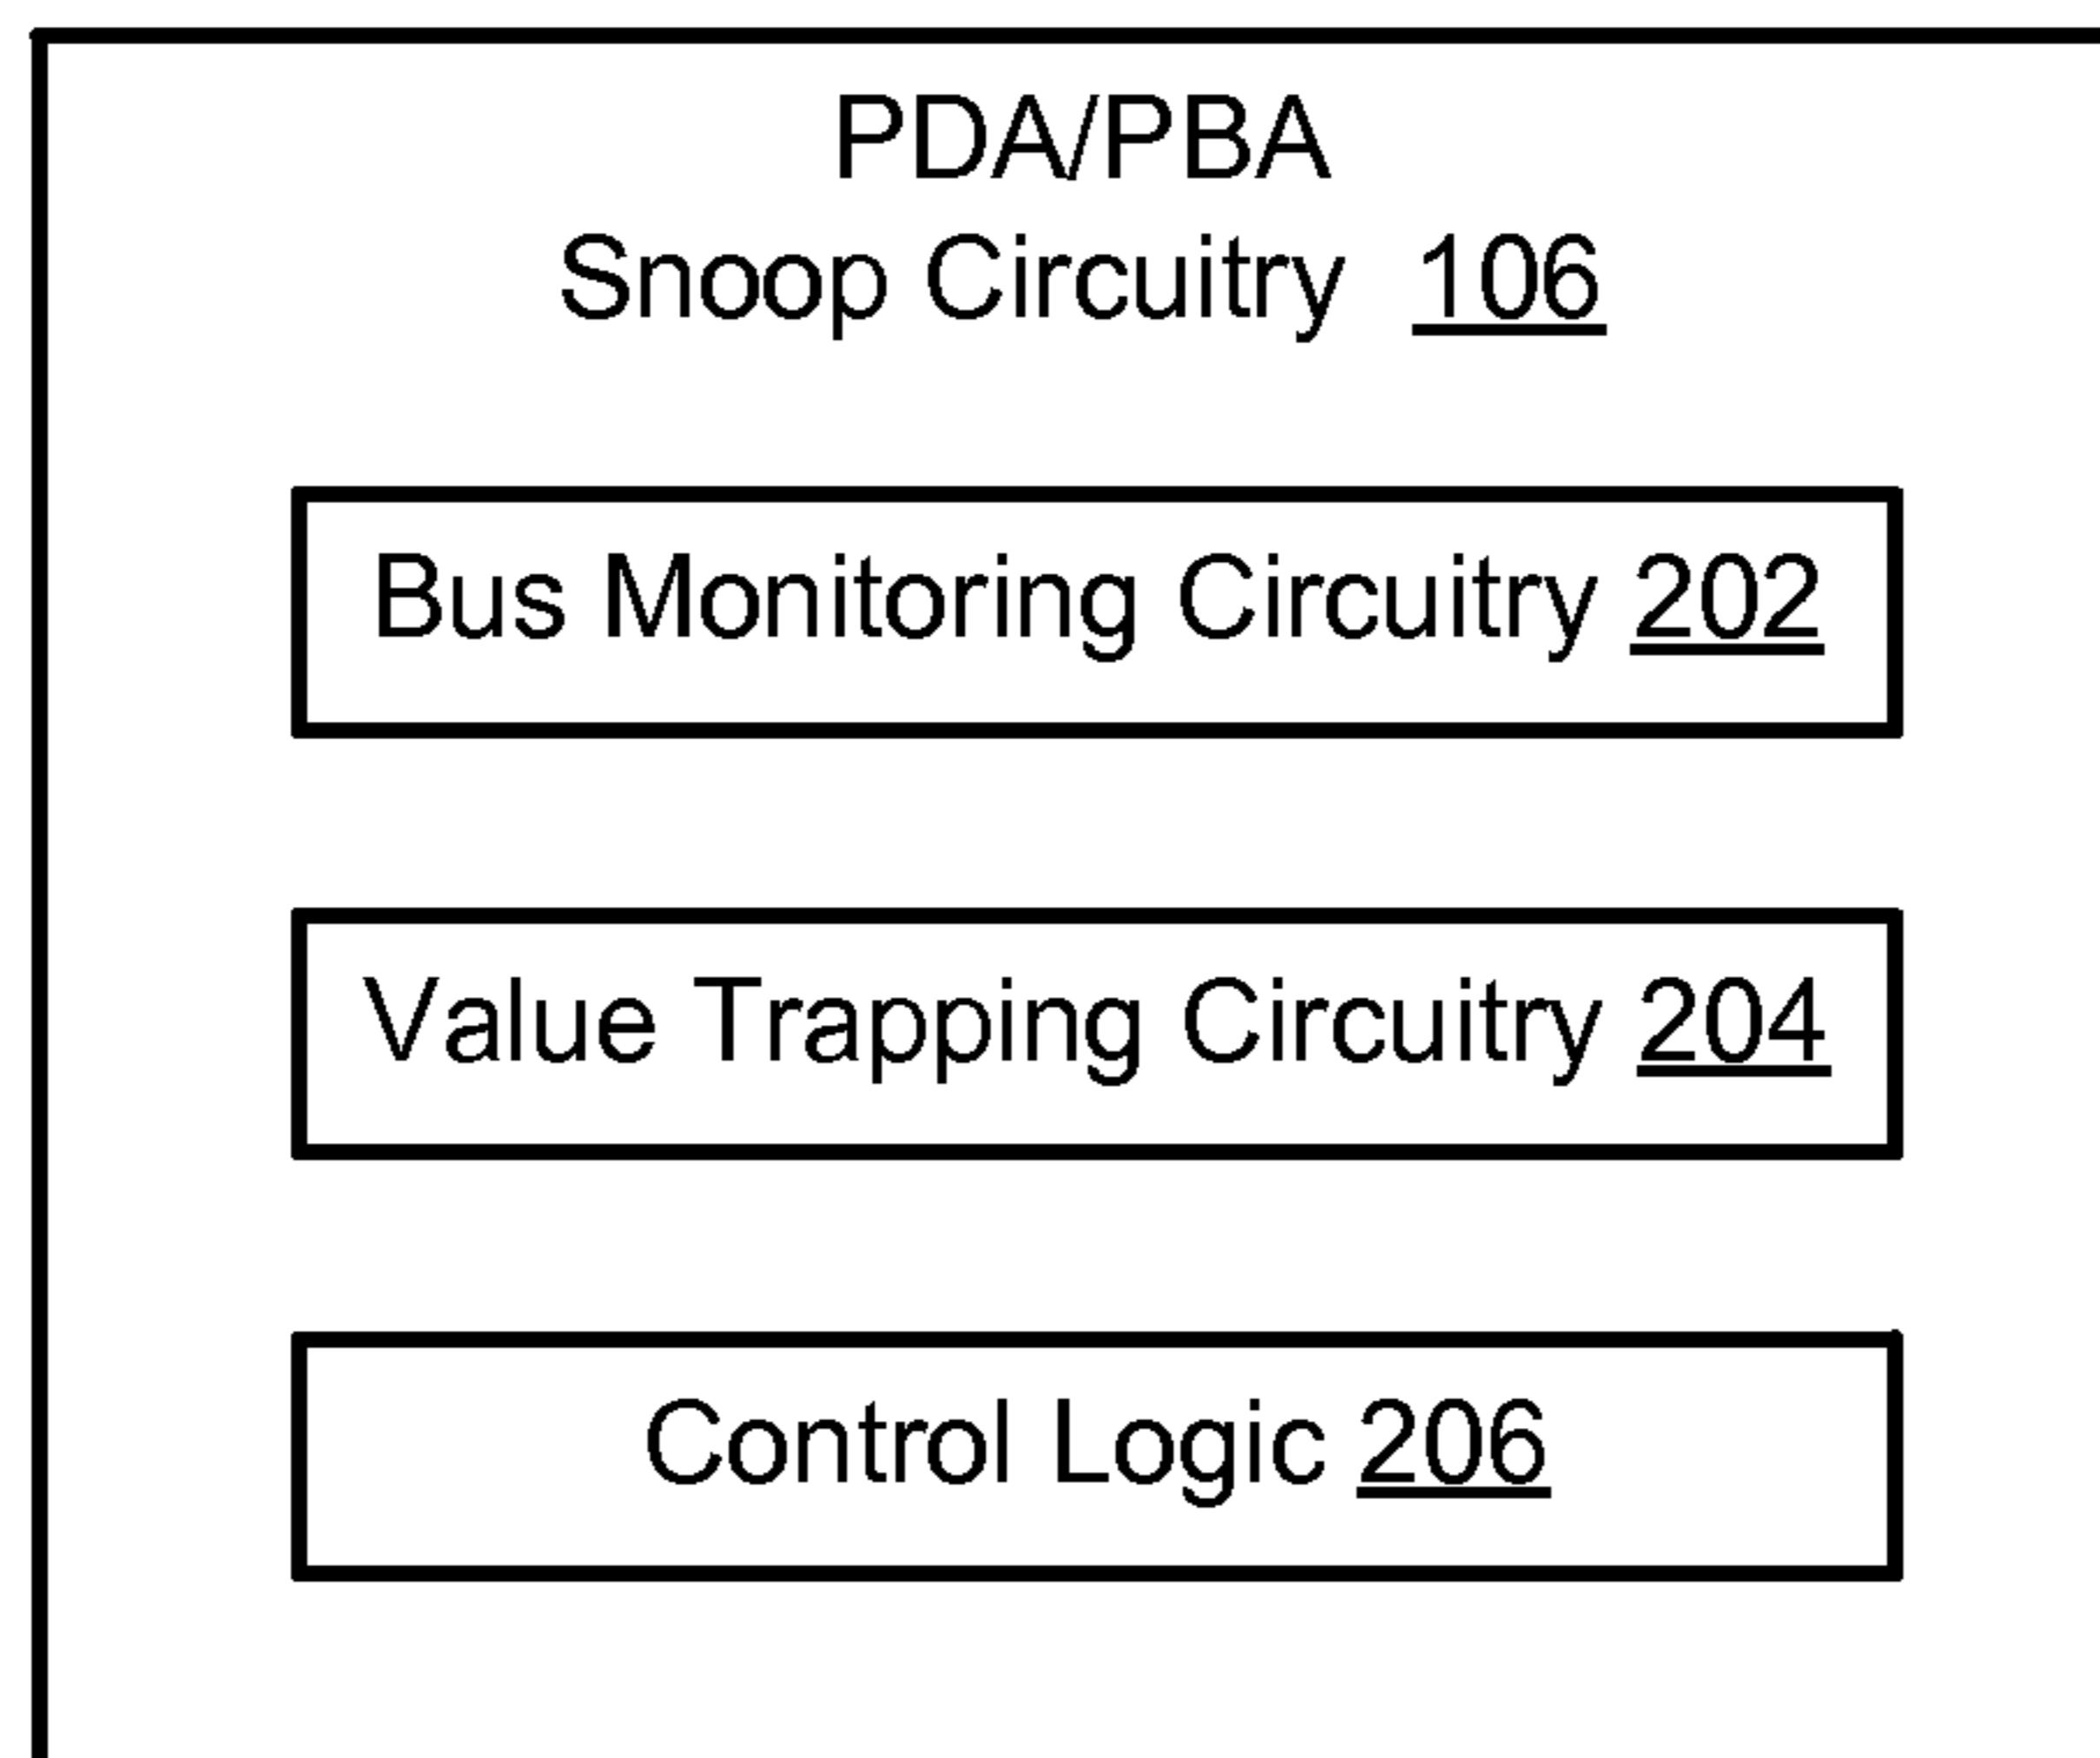 PDA/PBA
Snoop Circuitry 106
Bus Monitoring Circuitry 202
Value Trapping Circuitry 204
Control Logic 206